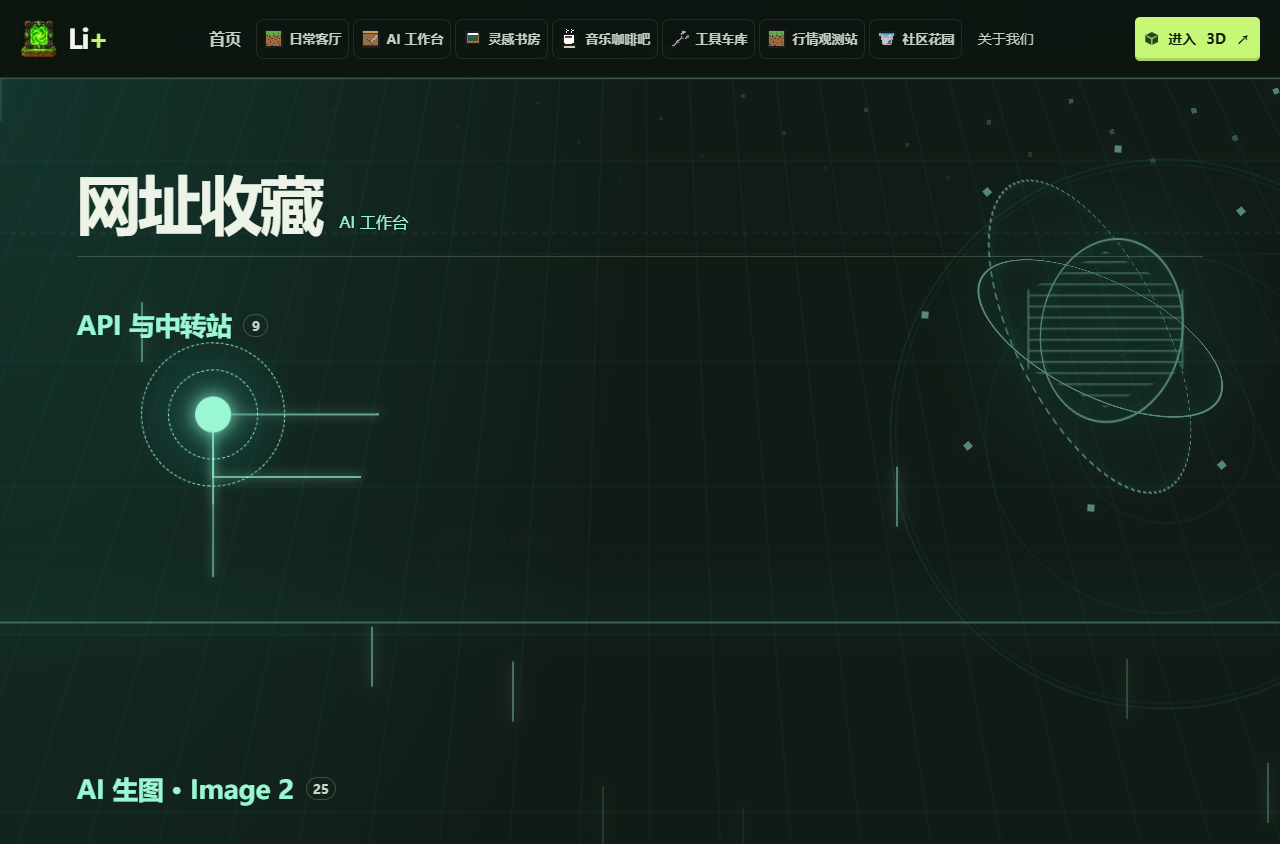 Li+
首页
日常客厅
AI 工作台
灵感书房
音乐咖啡吧
工具车库
行情观测站
社区花园
关于我们
进入 3D ↗
网址收藏 AI 工作台
API 与中转站 9
AI 生图 • Image 2 25